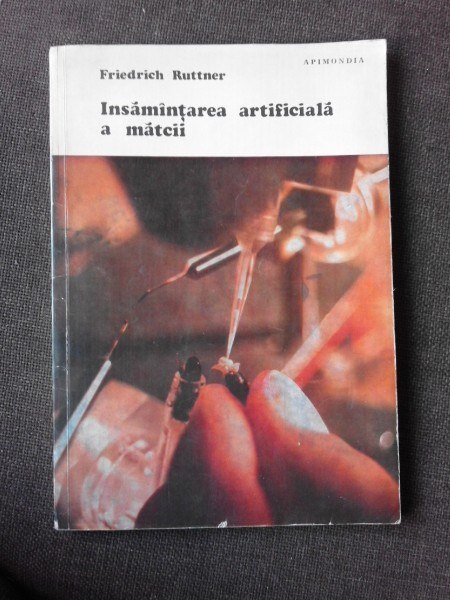 APIMONDIA
Friedrich Ruttner
Insămînțarea artificială
a mătcii